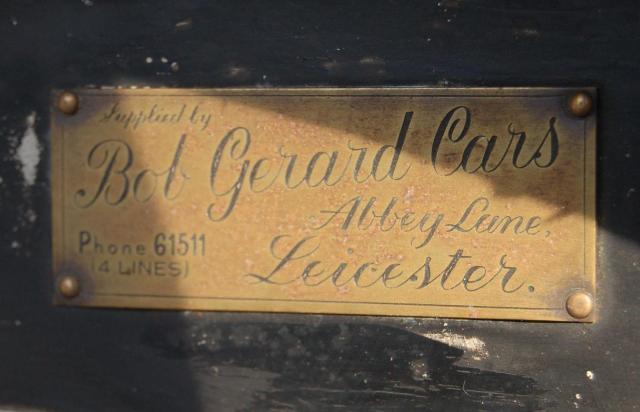 Supplied by
Bob Gerard Cars
Abbey Lane,
Phone 61511
(4 LINES)
Leicester.